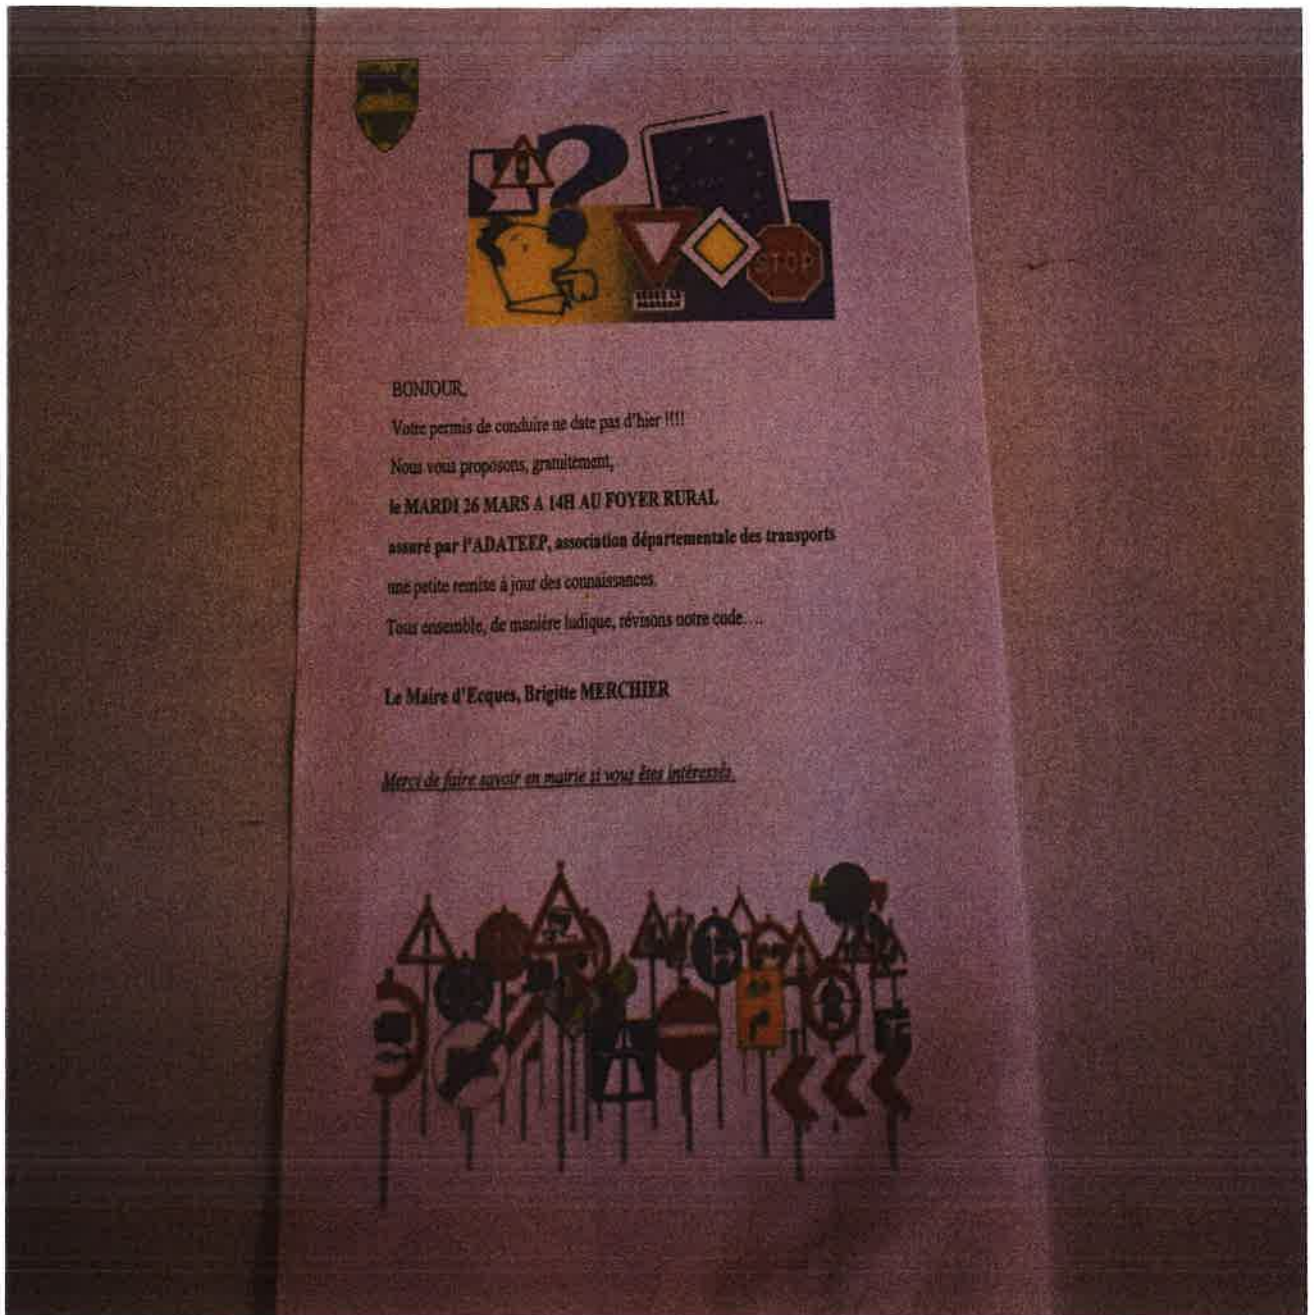 STOP
BONJOUR,
Votre permis de conduire ne date pas d'hier !!!!
Nous vous proposons, gratuitement,
le MARDI 26 MARS A 14H AU FOYER RURAL
assuré par l'ADATEEP, association départementale des transports
une petite remise à jour des connaissances.
Tous ensemble, de manière ludique, révisons notre code….
Le Maire d'Ecques, Brigitte MERCHIER
Merci de faire savoir en mairie si vous êtes intéressés.